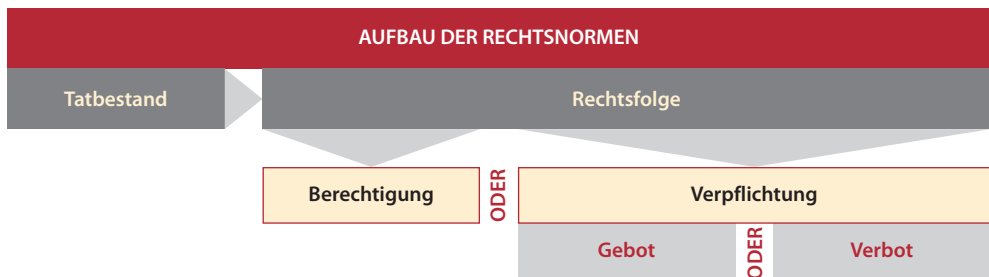 AUFBAU DER RECHTSNORMEN
Tatbestand
Rechtsfolge
Berechtigung
ODER
Verpflichtung
Gebot
ODER
Verbot